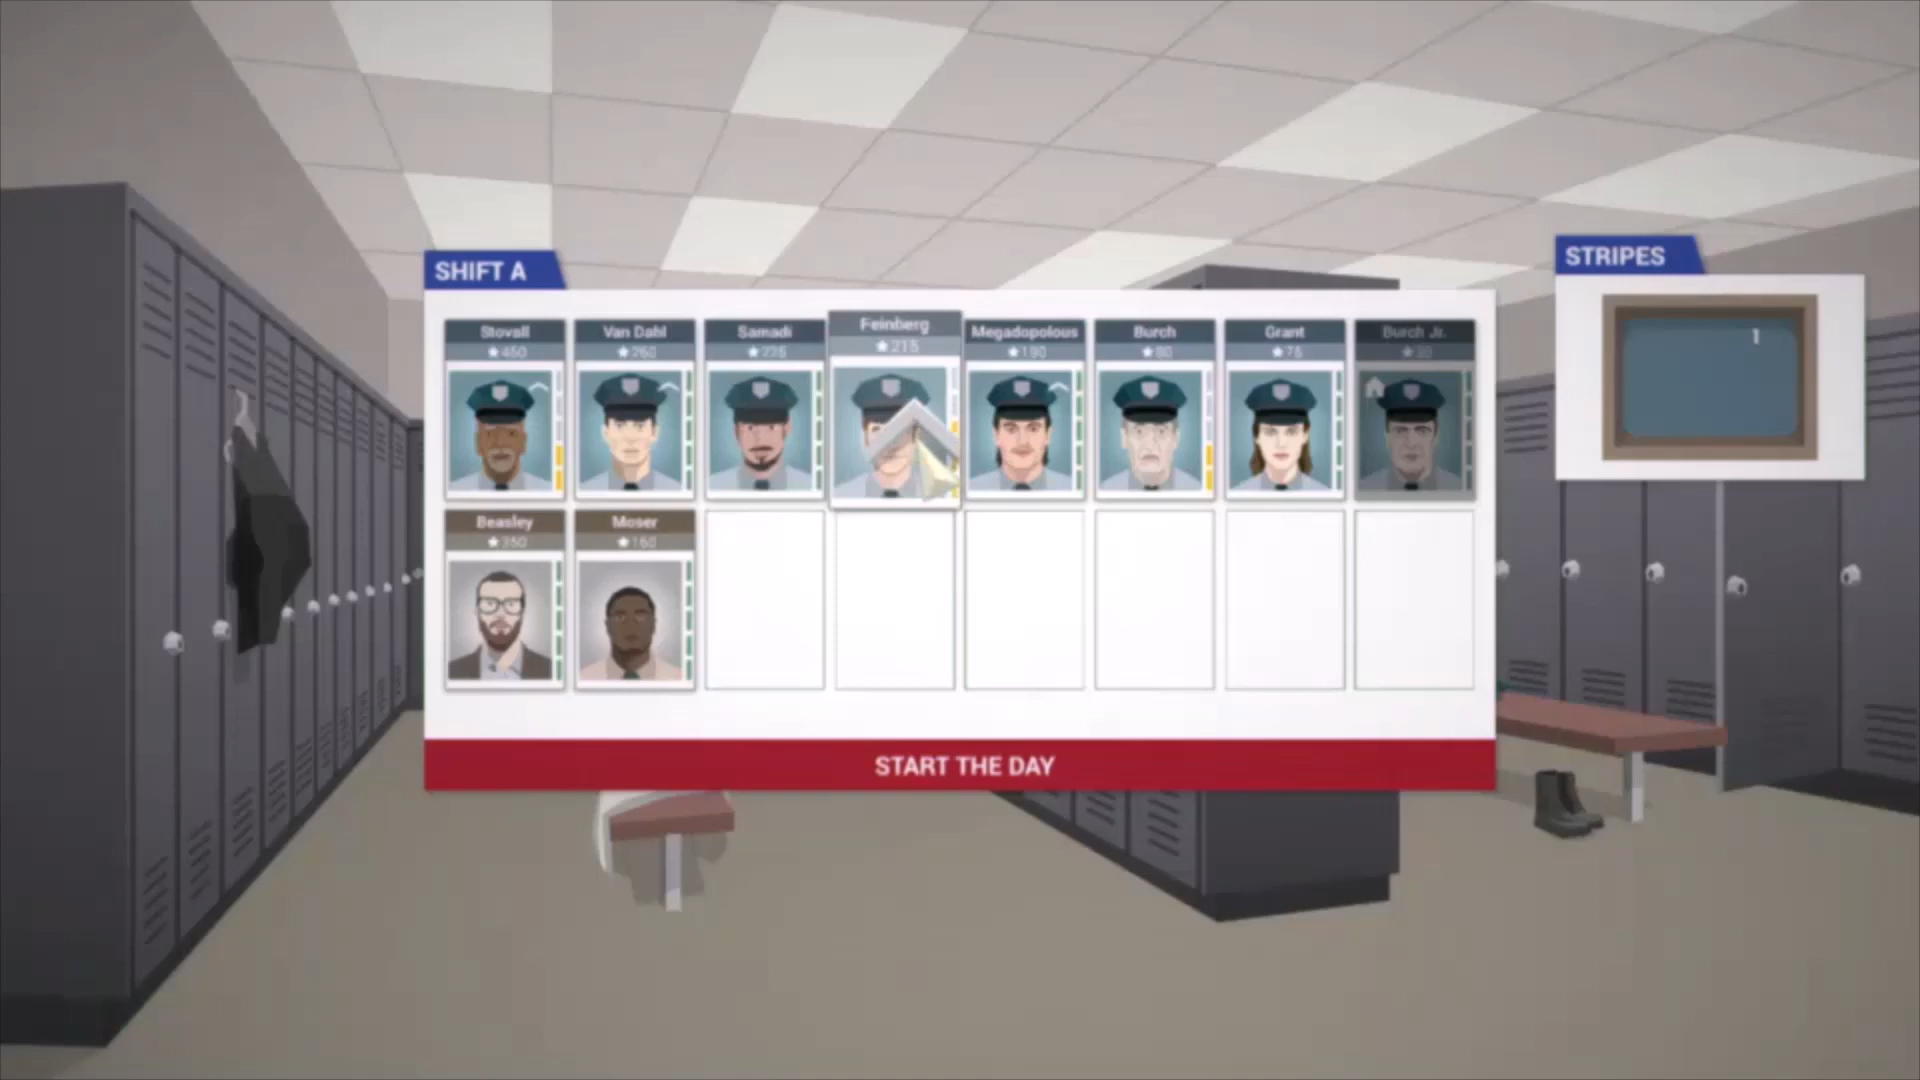 SHIFT A
STRIPES
1
Stovall
★450
Van Dahl
★260
Samadi
★225
Feinberg
★215
Megadopolous
★190
Burch
★80
Grant
★75
Burch Jr.
Beasley
★350
Moser
★160
START THE DAY